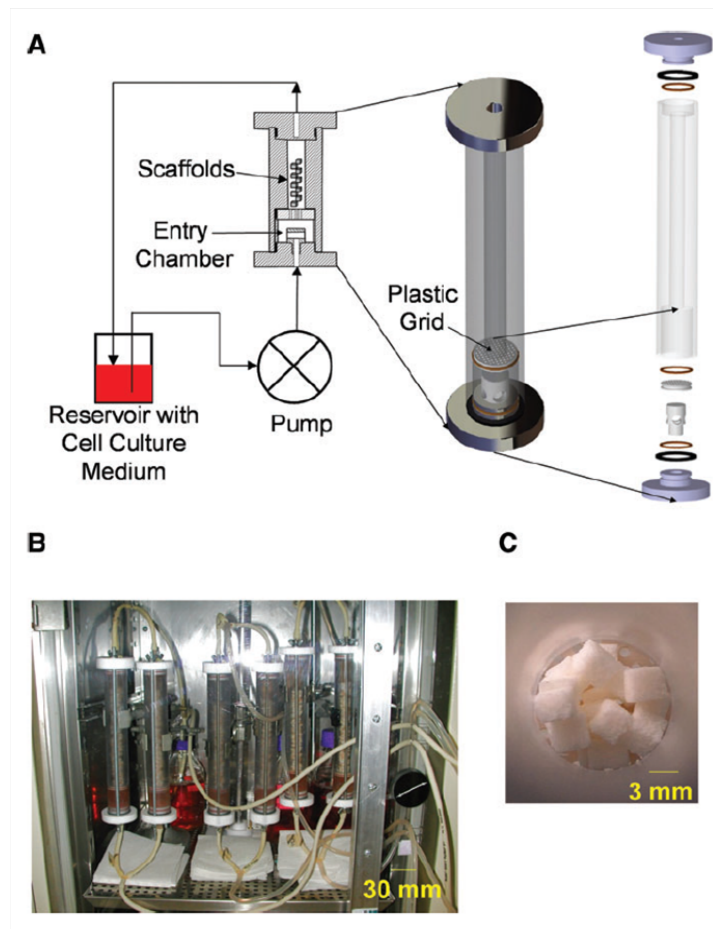 A
Scaffolds
Entry
Chamber
Plastic
Grid
Reservoir with
Cell Culture
Medium
Pump
B
C
30 mm
3 mm